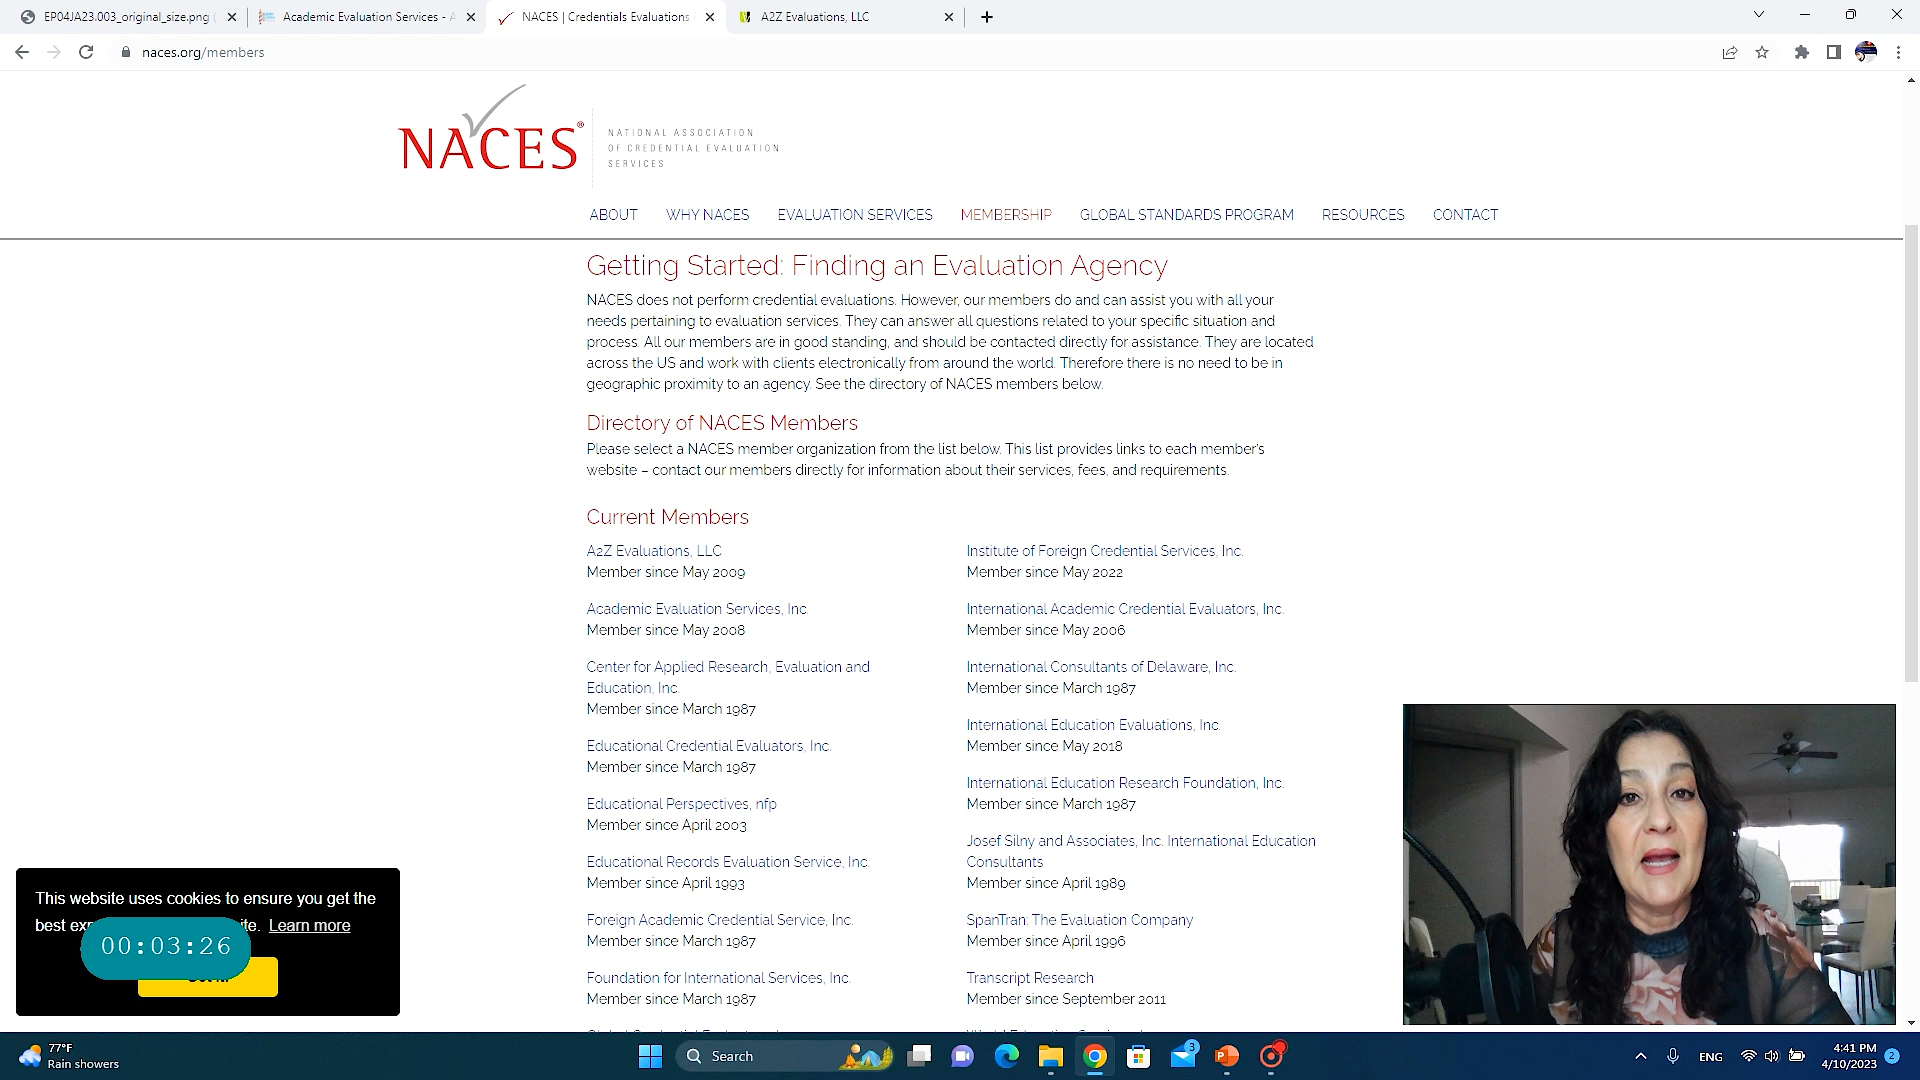 EP04JA23.003_original_size.png (
Academic Evaluation Services - A
NACES | Credentials Evaluations
A2Z Evaluations, LLC
naces.org/members
NACES®
NATIONAL ASSOCIATION
OF CREDENTIAL EVALUATION
SERVICES
ABOUT WHY NACES EVALUATION SERVICES MEMBERSHIP GLOBAL STANDARDS PROGRAM RESOURCES CONTACT
Getting Started: Finding an Evaluation Agency
NACES does not perform credential evaluations. However, our members do and can assist you with all your
needs pertaining to evaluation services. They can answer all questions related to your specific situation and
process. All our members are in good standing, and should be contacted directly for assistance. They are located
across the US and work with clients electronically from around the world. Therefore there is no need to be in
geographic proximity to an agency. See the directory of NACES members below.
Directory of NACES Members
Please select a NACES member organization from the list below. This list provides links to each member's
website – contact our members directly for information about their services, fees, and requirements.
Current Members
A2Z Evaluations, LLC
Member since May 2009
Academic Evaluation Services, Inc.
Member since May 2008
Center for Applied Research, Evaluation and
Education, Inc.
Member since March 1987
Educational Credential Evaluators, Inc.
Member since March 1987
Educational Perspectives, nfp
Member since April 2003
Educational Records Evaluation Service, Inc.
Member since April 1993
Foreign Academic Credential Service, Inc.
Member since March 1987
Foundation for International Services, Inc.
Member since March 1987
Institute of Foreign Credential Services, Inc.
Member since May 2022
International Academic Credential Evaluators, Inc.
Member since May 2006
International Consultants of Delaware, Inc.
Member since March 1987
International Education Evaluations, Inc.
Member since May 2018
International Education Research Foundation, Inc.
Member since March 1987
Josef Silny and Associates, Inc. International Education
Consultants
Member since April 1989
SpanTran: The Evaluation Company
Member since April 1996
Transcript Research
Member since September 2011
This website uses cookies to ensure you get the
best Learn more
00:03:26
77°F
Rain showers
Search
3
ENG
4:41 PM
4/10/2023
2